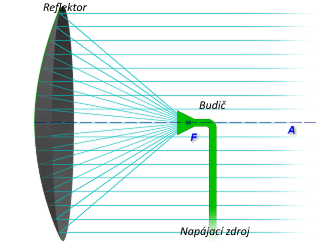 Reflektor
Budič
F
A
Napájací zdroj